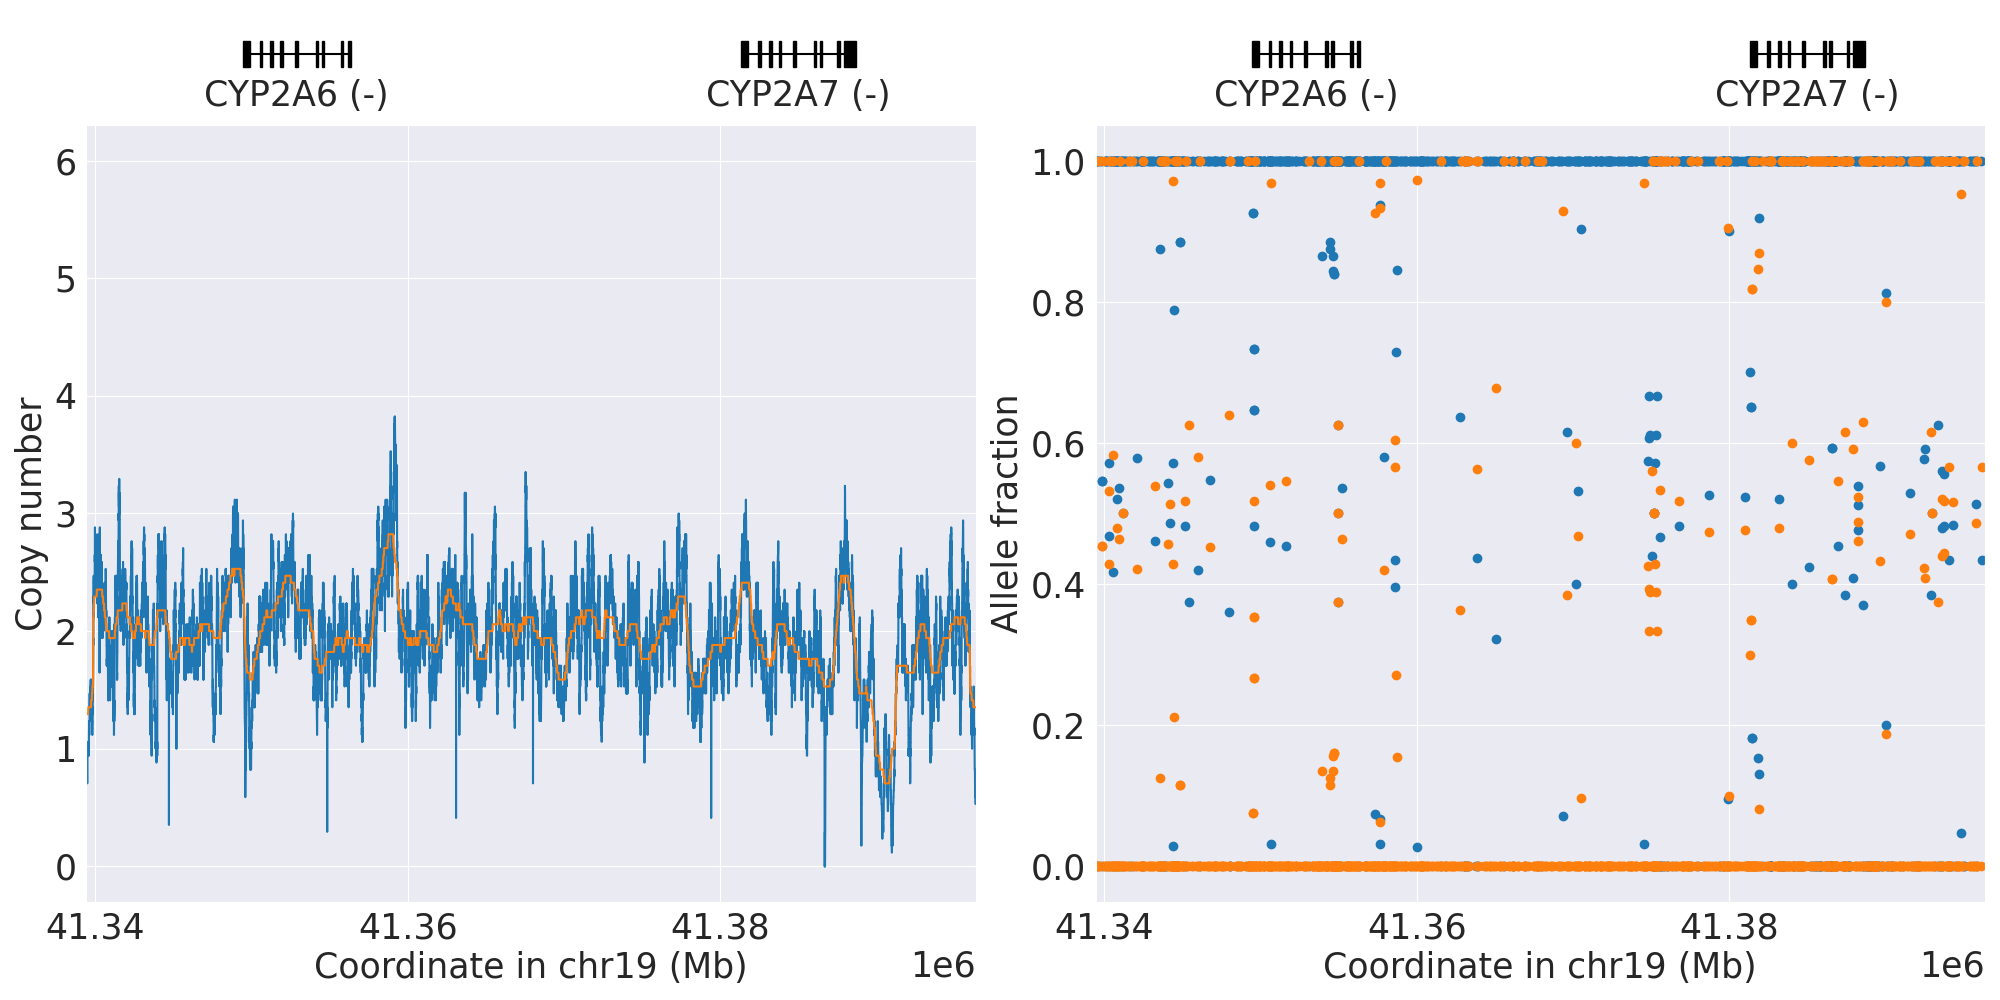 CYP2A6 (-)
CYP2A7 (-)
6
5
4
3
2
1
0
Copy number
41.34
41.36
41.38
Coordinate in chr19 (Mb)
1e6
CYP2A6 (-)
CYP2A7 (-)
1.0
0.8
0.6
0.4
0.2
0.0
Allele fraction
41.34
41.36
41.38
Coordinate in chr19 (Mb)
1e6